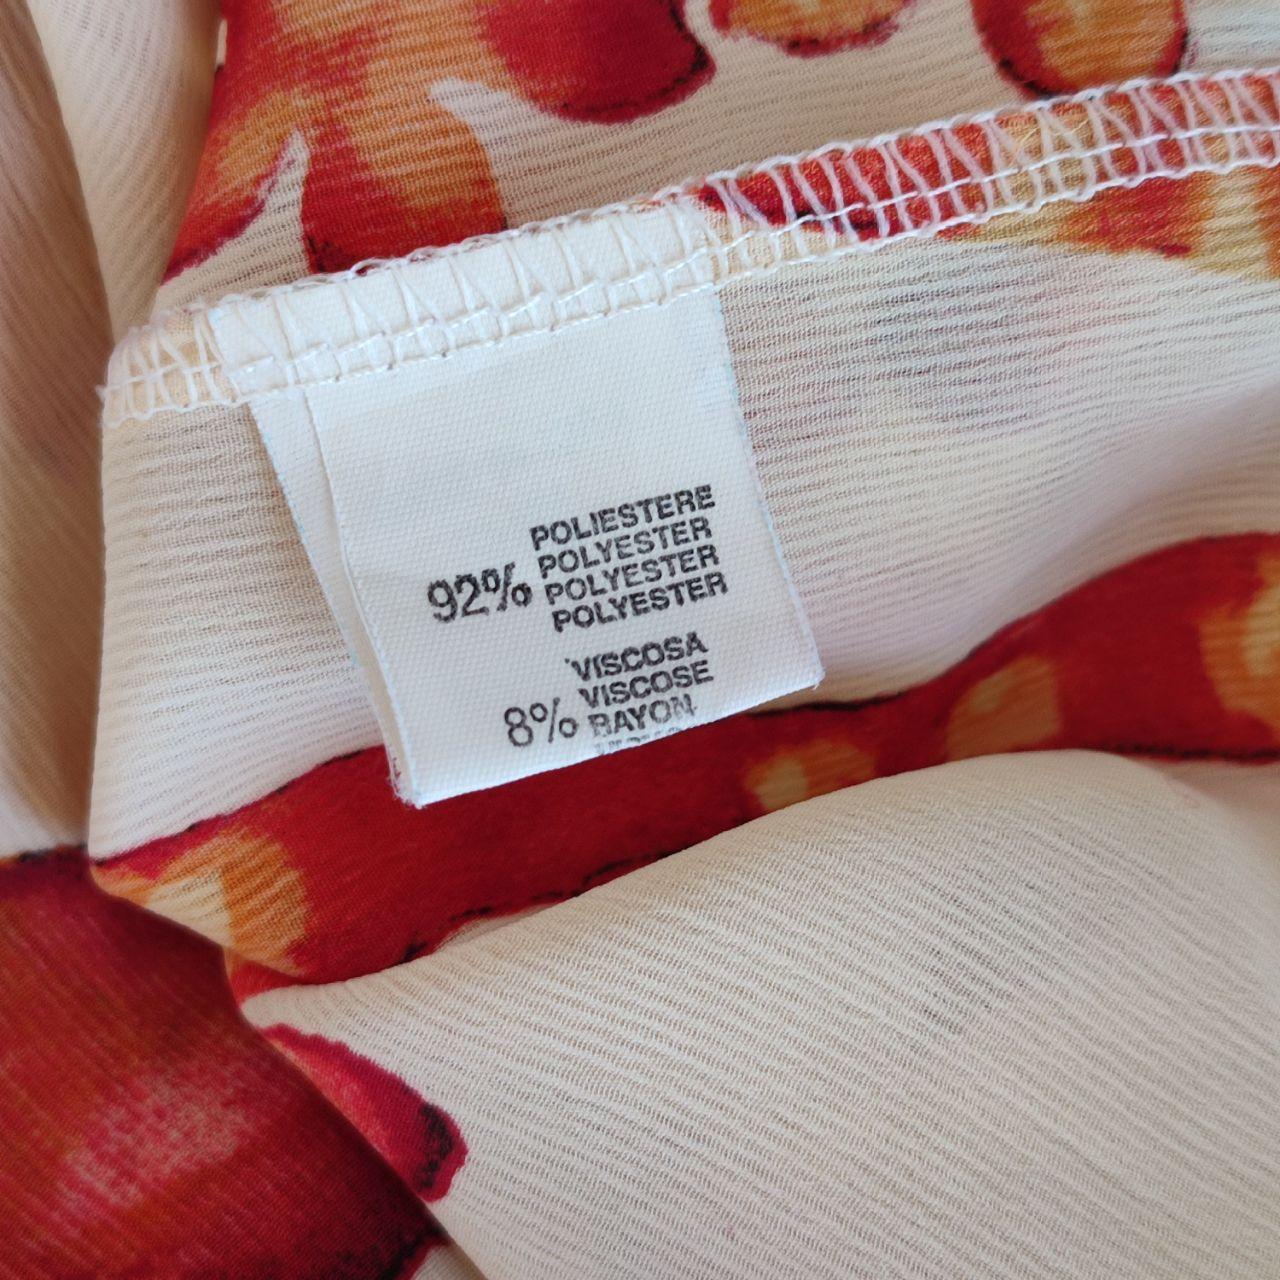 92%
POLIESTERE
POLYESTER
POLYESTER
POLYESTER
8%
VISCOSA
VISCOSE
RAYON